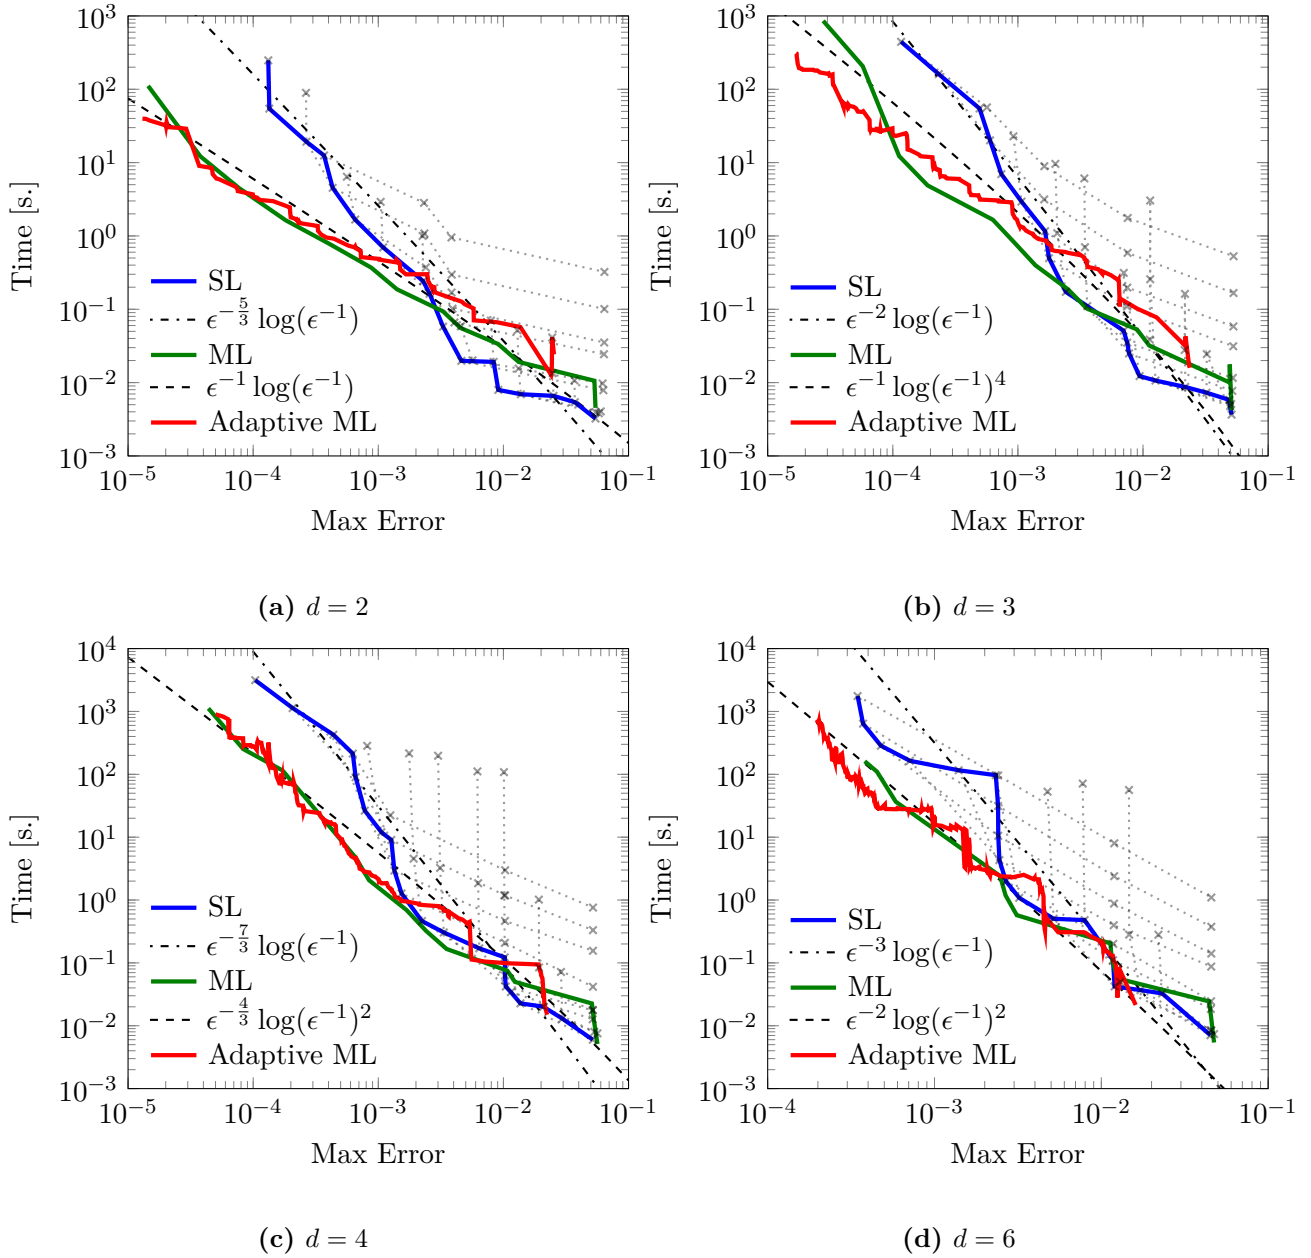 10^3
10^2
10^1
10^0
10^-1
10^-2
10^-3
Time [s.]
SL
ϵ^{-5/3} log(ϵ^-1)
ML
ϵ^-1 log(ϵ^-1)
Adaptive ML
10^-5 10^-4 10^-3 10^-2 10^-1
Max Error
(a) d = 2
10^3
10^2
10^1
10^0
10^-1
10^-2
10^-3
Time [s.]
SL
ϵ^-2 log(ϵ^-1)
ML
ϵ^-1 log(ϵ^-1)^4
Adaptive ML
10^-5 10^-4 10^-3 10^-2 10^-1
Max Error
(b) d = 3
10^4
10^3
10^2
10^1
10^0
10^-1
10^-2
10^-3
Time [s.]
SL
ϵ^{-7/3} log(ϵ^-1)
ML
ϵ^{-4/3} log(ϵ^-1)^2
Adaptive ML
10^-5 10^-4 10^-3 10^-2 10^-1
Max Error
(c) d = 4
10^4
10^3
10^2
10^1
10^0
10^-1
10^-2
10^-3
Time [s.]
SL
ϵ^-3 log(ϵ^-1)
ML
ϵ^-2 log(ϵ^-1)^2
Adaptive ML
10^-4 10^-3 10^-2 10^-1
Max Error
(d) d = 6